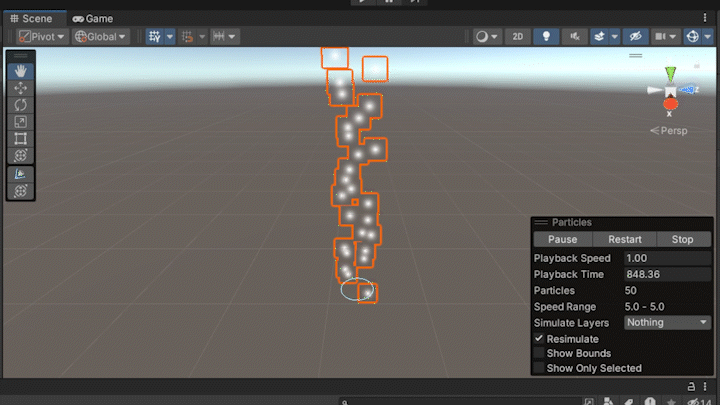 Scene Game
Pivot Global 2D
x
Persp
Particles
Pause Restart Stop
Playback Speed 1.00
Playback Time 848.36
Particles 50
Speed Range 5.0 - 5.0
Simulate Layers Nothing
Resimulate
Show Bounds
Show Only Selected
14